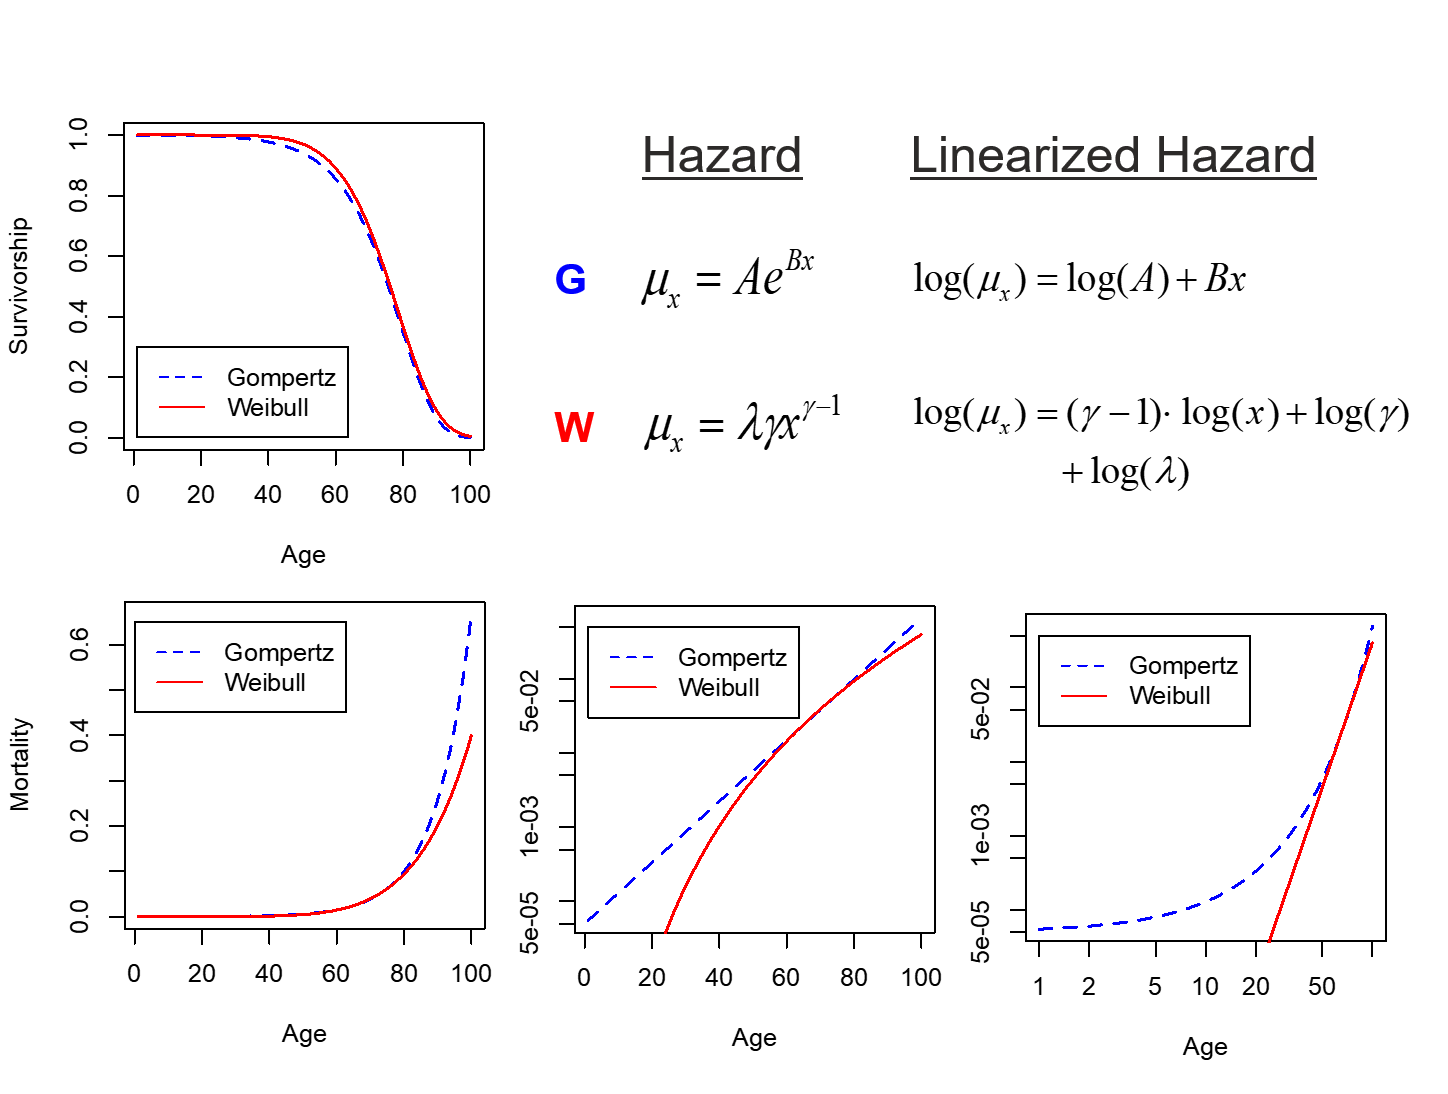 Hazard Linearized Hazard
G μ_x = Ae^{Bx} log(μ_x) = log(A) + Bx
W μ_x = λγx^{γ−1} log(μ_x) = (γ − 1)· log(x) + log(γ)
+ log(λ)
Survivorship
1.0
0.8
0.6
0.4
0.2
0.0
Gompertz
Weibull
0 20 40 60 80 100
Age
Mortality
0.6
0.4
0.2
0.0
Gompertz
Weibull
0 20 40 60 80 100
Age
5e-02
1e-03
5e-05
Gompertz
Weibull
0 20 40 60 80 100
Age
5e-02
1e-03
5e-05
Gompertz
Weibull
1 2 5 10 20 50
Age